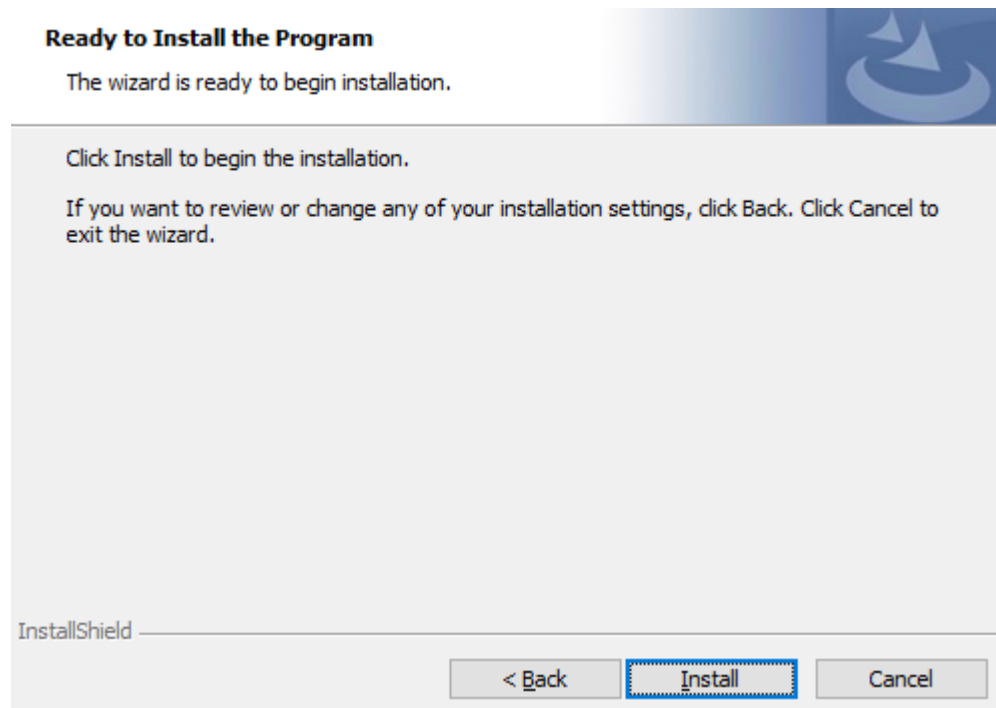 Ready to Install the Program
The wizard is ready to begin installation.
Click Install to begin the installation.
If you want to review or change any of your installation settings, click Back. Click Cancel to
exit the wizard.
InstallShield
< Back
Install
Cancel